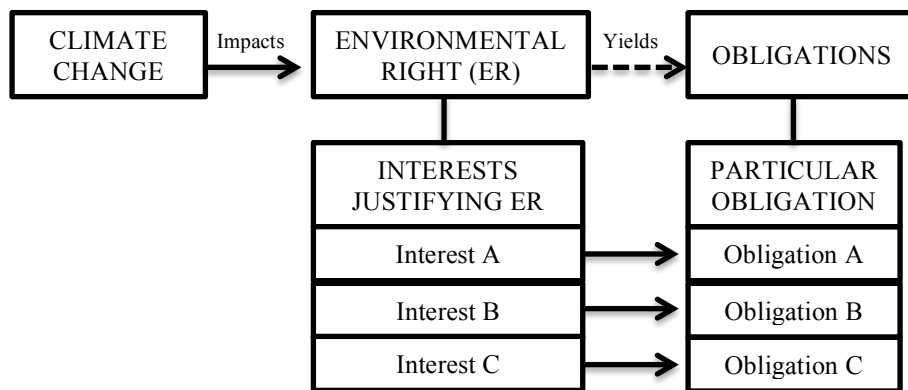 CLIMATE
CHANGE
Impacts
ENVIRONMENTAL
RIGHT (ER)
Yields
OBLIGATIONS
INTERESTS
JUSTIFYING ER
PARTICULAR
OBLIGATION
Interest A
Obligation A
Interest B
Obligation B
Interest C
Obligation C